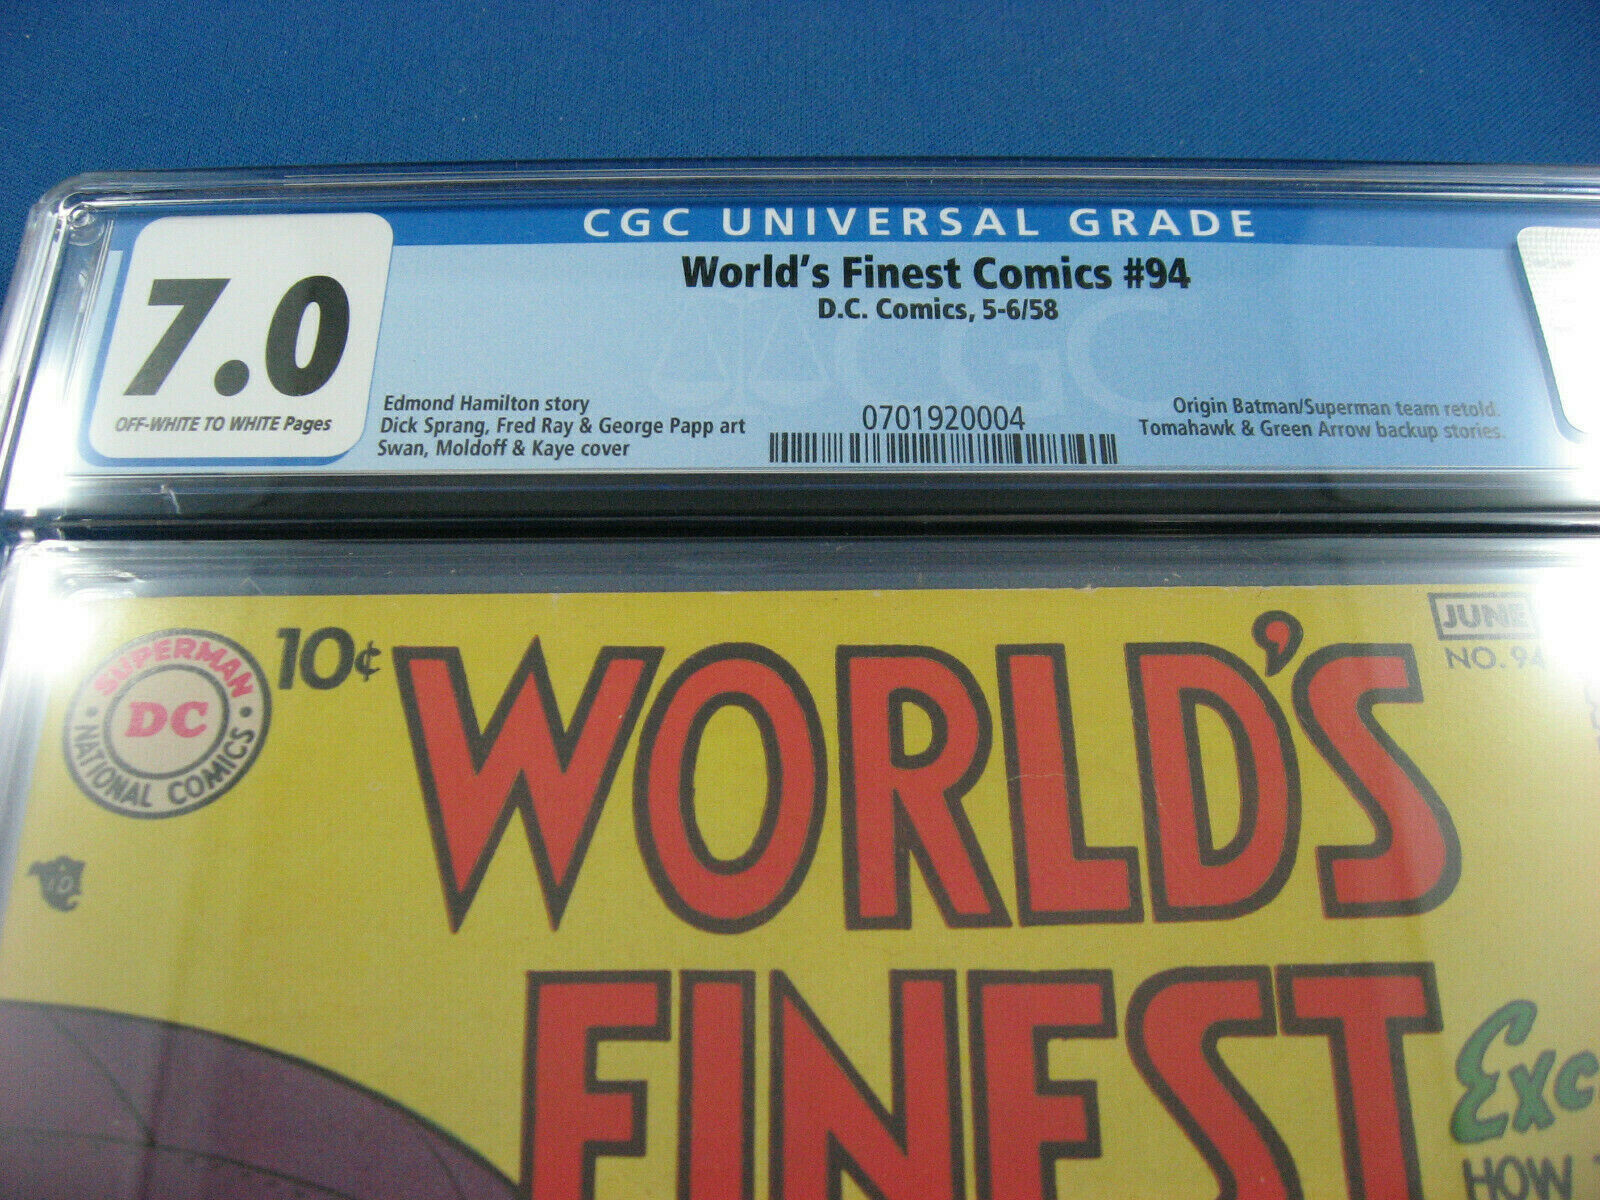 CGC UNIVERSAL GRADE
7.0
OFF-WHITE TO WHITE Pages
World's Finest Comics #94
D.C. Comics, 5-6/58
CGC
Edmond Hamilton story
Dick Sprang, Fred Ray & George Papp art
Swan, Moldoff & Kaye cover
0701920004
Origin Batman/Superman team retold.
Tomahawk & Green Arrow backup stories.
SUPERMAN
DC
NATIONAL COMICS
10¢
WORLD'S
FINEST
JUNE
NO. 94
HOW